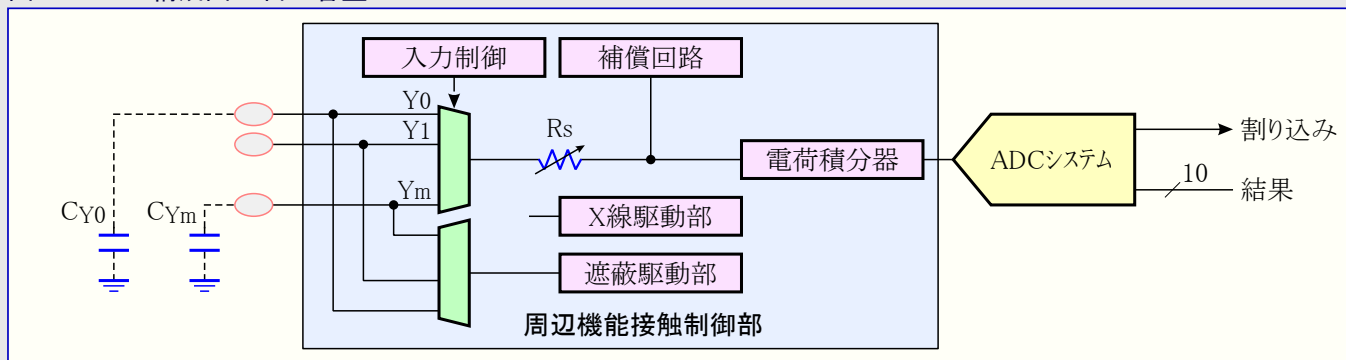 入力制御
補償回路
Y0
Y1
Ym
Rs
電荷積分器
ADCシステム
割り込み
10
結果
CY0
CYm
X線駆動部
遮蔽駆動部
周辺機能接触制御部